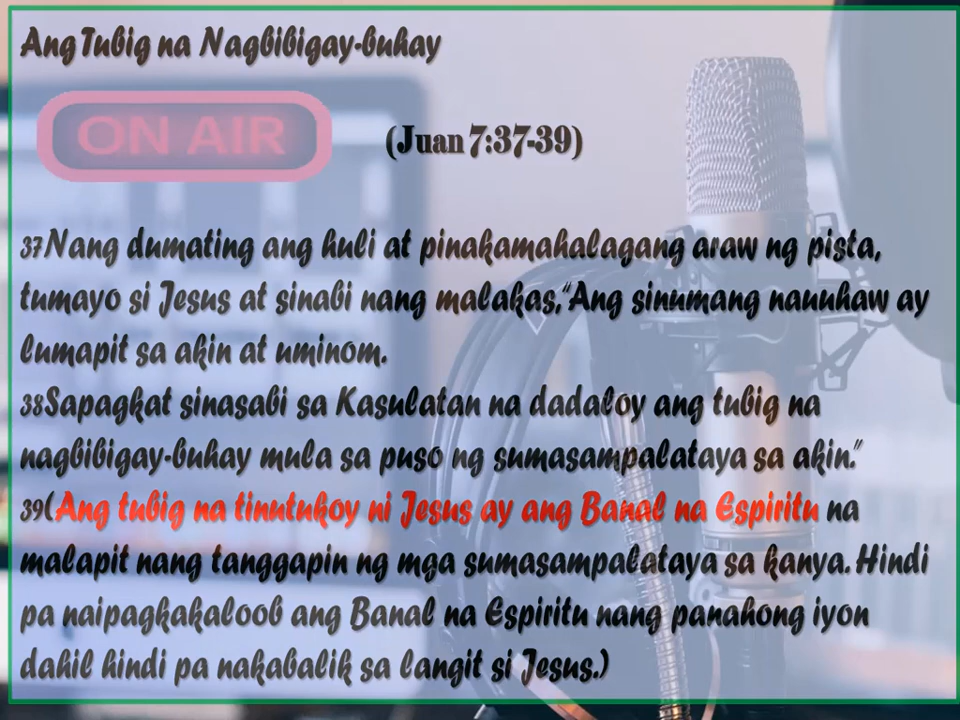 Ang Tubig na Nagbibigay-buhay
ON AIR
(Juan 7:37-39)
37Nang dumating ang huli at pinakamahalagang araw ng pista,
tumayo si Jesus at sinabi nang malakas,“Ang sinumang nauuhaw ay
lumapit sa akin at uminom.
38Sapagkat sinasabi sa Kasulatan na dadaloy ang tubig na
nagbibigay-buhay mula sa puso ng sumasampalataya sa akin.”
39(Ang tubig na tinutukoy ni Jesus ay ang Banal na Espiritu na
malapit nang tanggapin ng mga sumasampalataya sa kanya. Hindi
pa naipagkakaloob ang Banal na Espiritu nang panahong iyon
dahil hindi pa nakabalik sa langit si Jesus.)